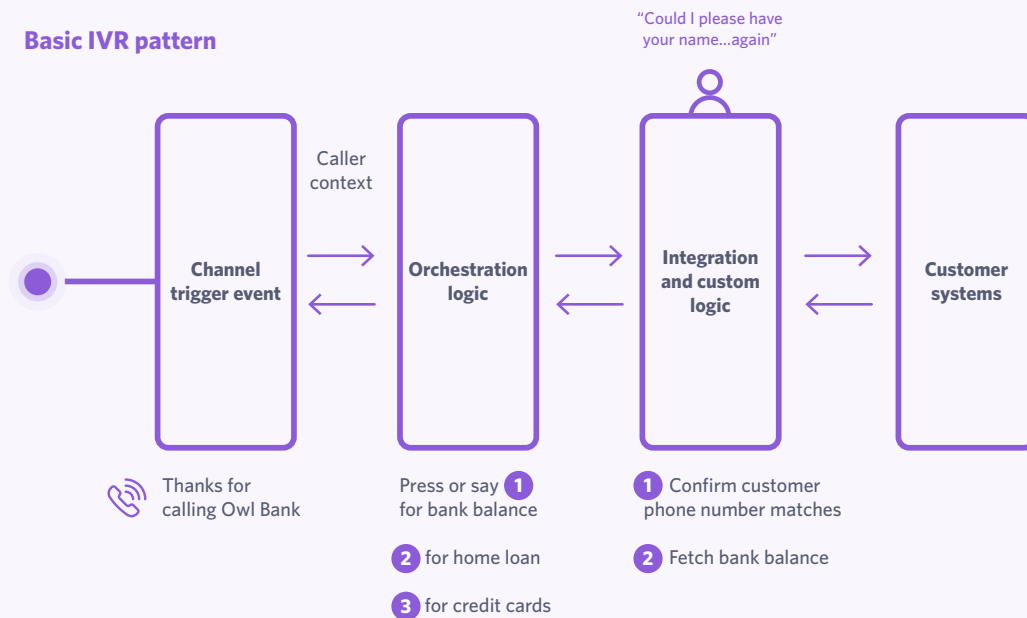 Basic IVR pattern
“Could I please have
your name...again”
Caller
context
Channel
trigger event
Orchestration
logic
Integration
and custom
logic
Customer
systems
Thanks for
calling Owl Bank
Press or say 1
for bank balance
2 for home loan
3 for credit cards
1 Confirm customer
phone number matches
2 Fetch bank balance